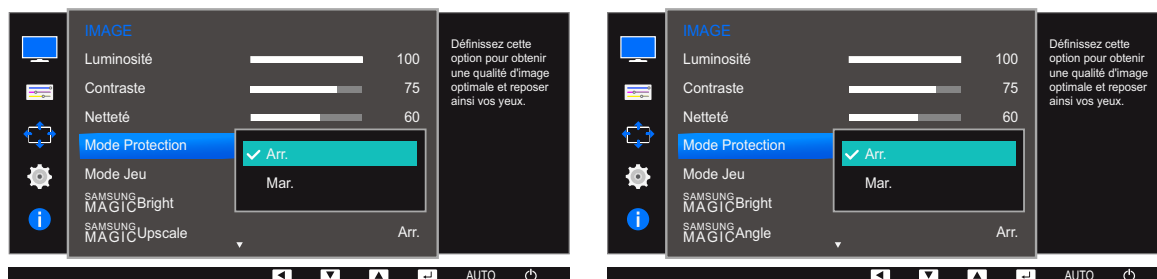 IMAGE
Luminosité 100
Contraste 75
Netteté 60
Mode Protection
Arr.
Mode Jeu
Mar.
SAMSUNG
MAGICBright
SAMSUNG
MAGICUpscale Arr.
Définissez cette
option pour obtenir
une qualité d'image
optimale et reposer
ainsi vos yeux.
AUTO
IMAGE
Luminosité 100
Contraste 75
Netteté 60
Mode Protection
Arr.
Mode Jeu
Mar.
SAMSUNG
MAGICBright
SAMSUNG
MAGICAngle Arr.
Définissez cette
option pour obtenir
une qualité d'image
optimale et reposer
ainsi vos yeux.
AUTO